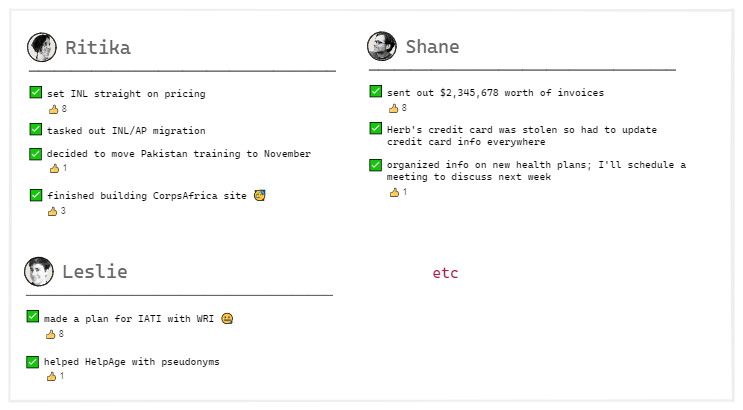 Ritika
✅ set INL straight on pricing
👍 8
✅ tasked out INL/AP migration
✅ decided to move Pakistan training to November
👍 1
✅ finished building CorpsAfrica site 😅
👍 3
Shane
✅ sent out $2,345,678 worth of invoices
👍 8
✅ Herb's credit card was stolen so had to update
credit card info everywhere
✅ organized info on new health plans; I'll schedule a
meeting to discuss next week
👍 1
Leslie
✅ made a plan for IATI with WRI 😬
👍 8
✅ helped HelpAge with pseudonyms
👍 1
etc